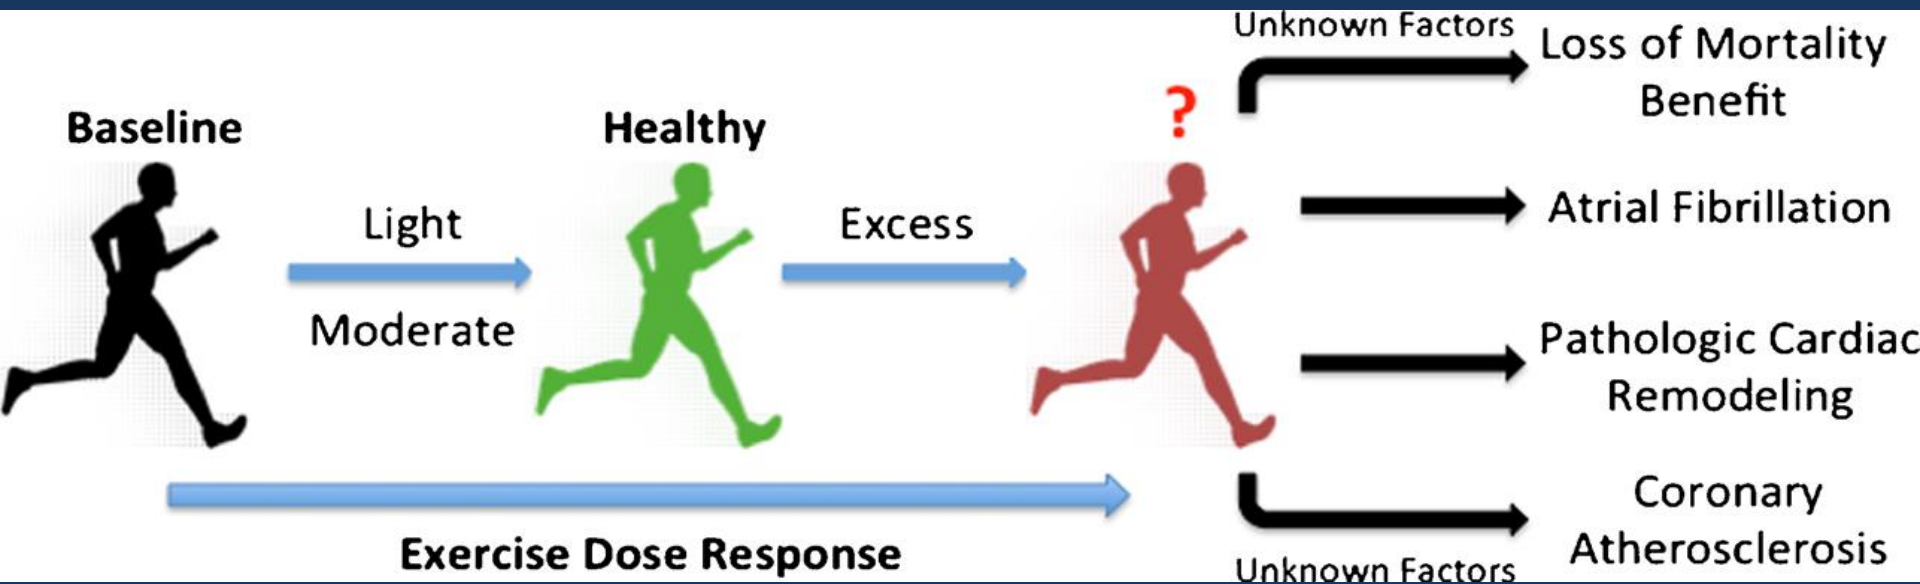 Baseline
Light
Moderate
Healthy
Excess
?
Unknown Factors
Loss of Mortality
Benefit
Atrial Fibrillation
Pathologic Cardiac
Remodeling
Coronary
Atherosclerosis
Unknown Factors
Exercise Dose Response